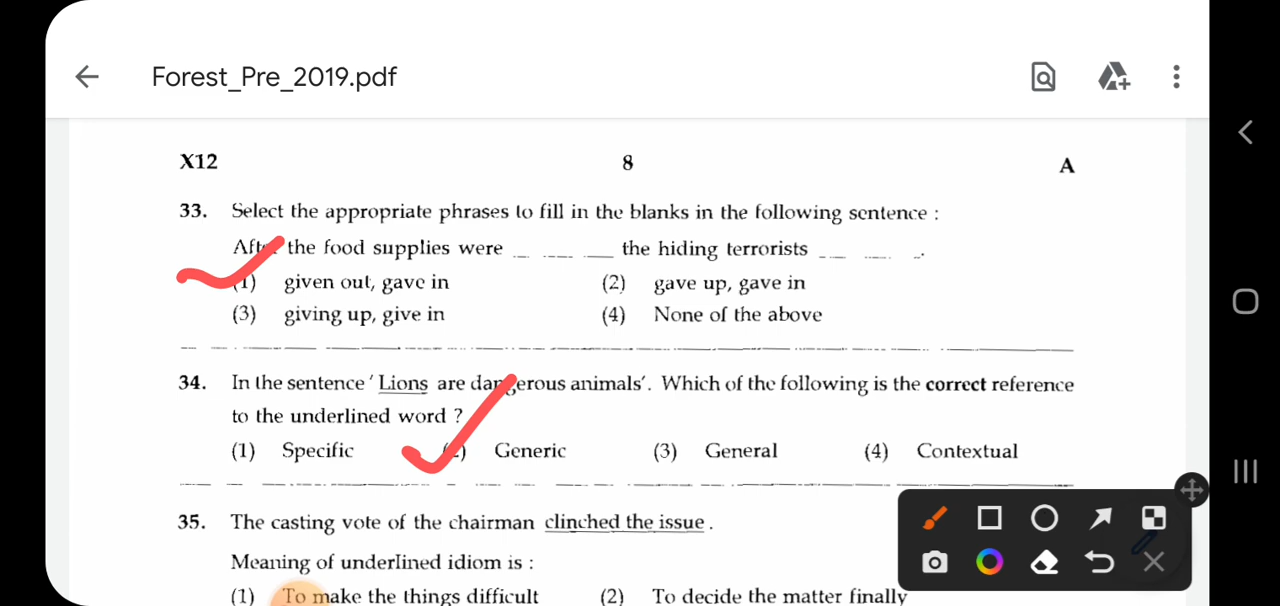 Forest_Pre_2019.pdf
X12 8 A
33. Select the appropriate phrases to fill in the blanks in the following sentence :
After the food supplies were ______ the hiding terrorists ______.
(1) given out, gave in (2) gave up, gave in
(3) giving up, give in (4) None of the above
34. In the sentence ' Lions are dangerous animals'. Which of the following is the correct reference
to the underlined word ?
(1) Specific (2) Generic (3) General (4) Contextual
35. The casting vote of the chairman clinched the issue .
Meaning of underlined idiom is :
(1) To make the things difficult (2) To decide the matter finally